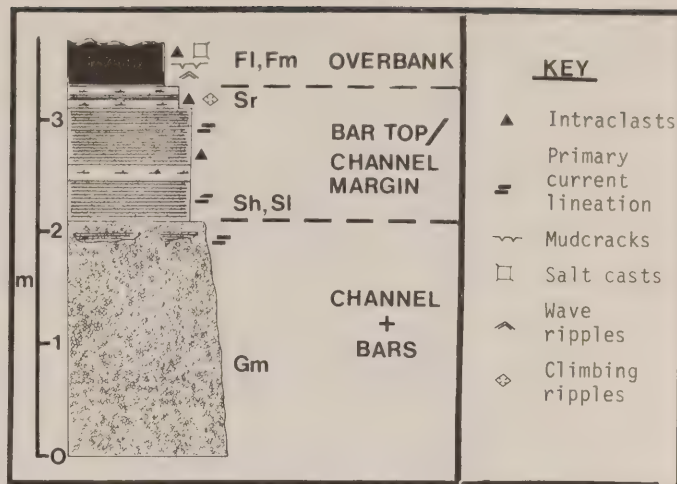 Fl,Fm OVERBANK
Sr
3
BAR TOP/
CHANNEL
MARGIN
Sh,Sl
2
m
CHANNEL
+
BARS
1
Gm
0
KEY
Intraclasts
Primary
current
lineation
Mudcracks
Salt casts
Wave
ripples
Climbing
ripples